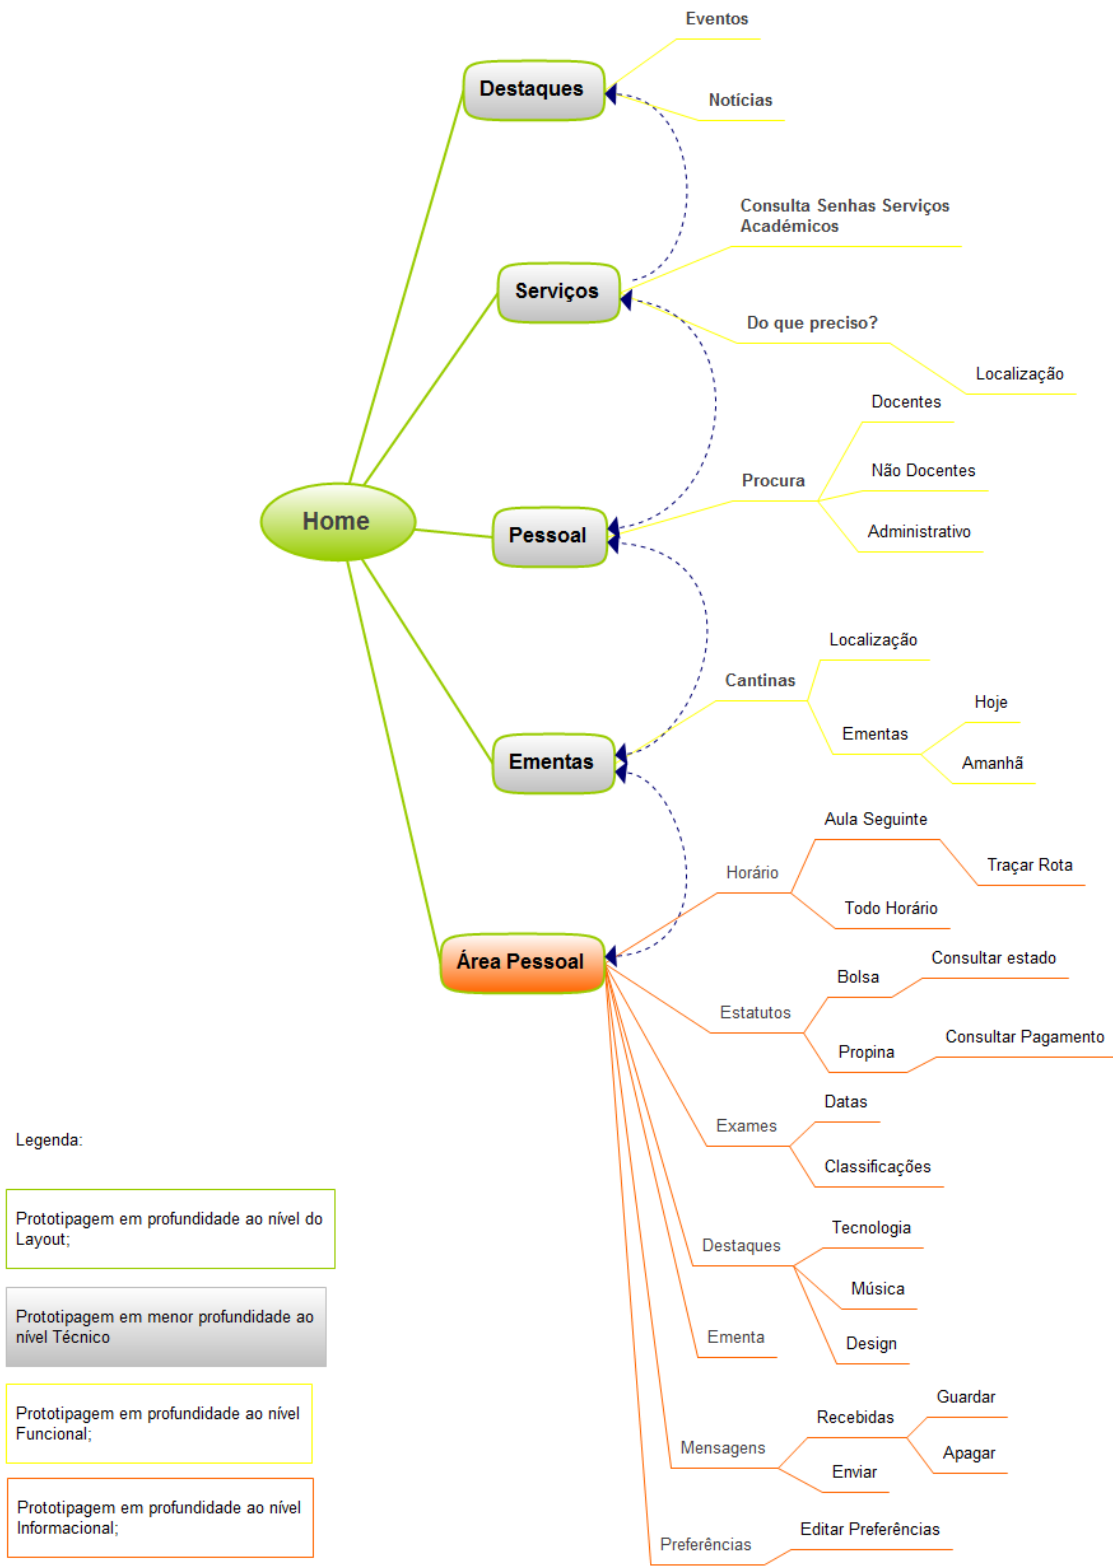 Eventos
Destaques
Notícias
Consulta Senhas Serviços
Académicos
Serviços
Do que preciso?
Localização
Docentes
Não Docentes
Procura
Administrativo
Home
Pessoal
Localização
Cantinas
Hoje
Ementas
Amanhã
Ementas
Aula Seguinte
Traçar Rota
Horário
Todo Horário
Área Pessoal
Consultar estado
Bolsa
Estatutos
Consultar Pagamento
Propina
Datas
Exames
Classificações
Tecnologia
Destaques
Música
Design
Ementa
Guardar
Recebidas
Mensagens
Apagar
Enviar
Editar Preferências
Preferências
Legenda:
Prototipagem em profundidade ao nível do
Layout;
Prototipagem em menor profundidade ao
nível Técnico
Prototipagem em profundidade ao nível
Funcional;
Prototipagem em profundidade ao nível
Informacional;